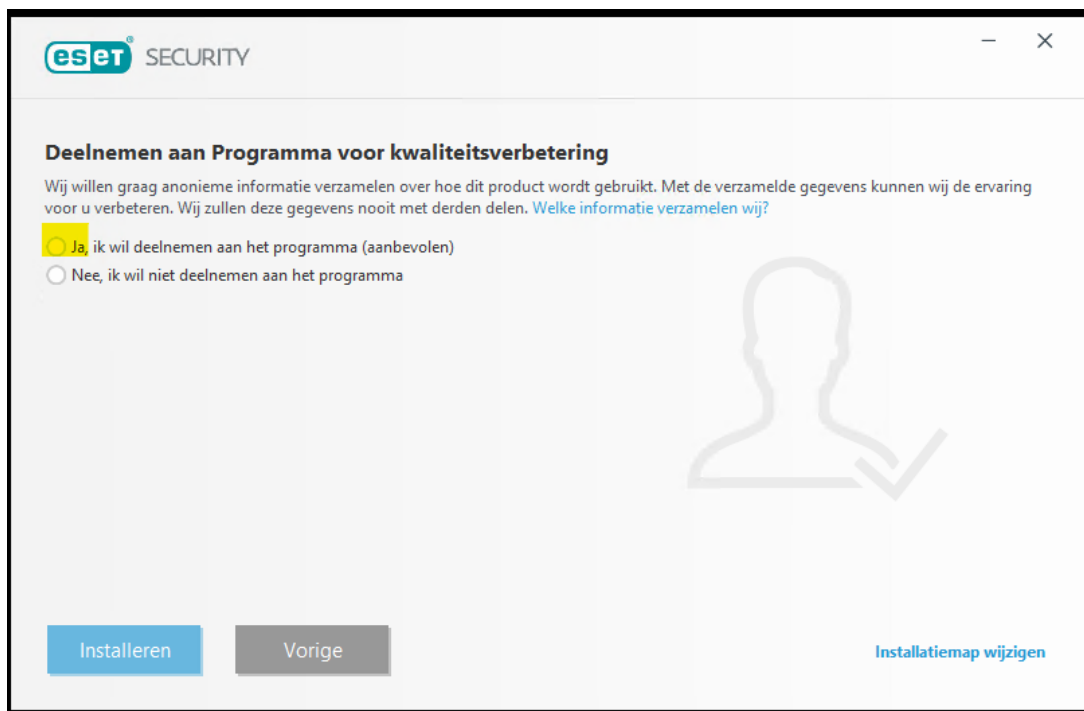 eset® SECURITY
Deelnemen aan Programma voor kwaliteitsverbetering
Wij willen graag anonieme informatie verzamelen over hoe dit product wordt gebruikt. Met de verzamelde gegevens kunnen wij de ervaring
voor u verbeteren. Wij zullen deze gegevens nooit met derden delen. Welke informatie verzamelen wij?
Ja, ik wil deelnemen aan het programma (aanbevolen)
Nee, ik wil niet deelnemen aan het programma
Installeren
Vorige
Installatiemap wijzigen